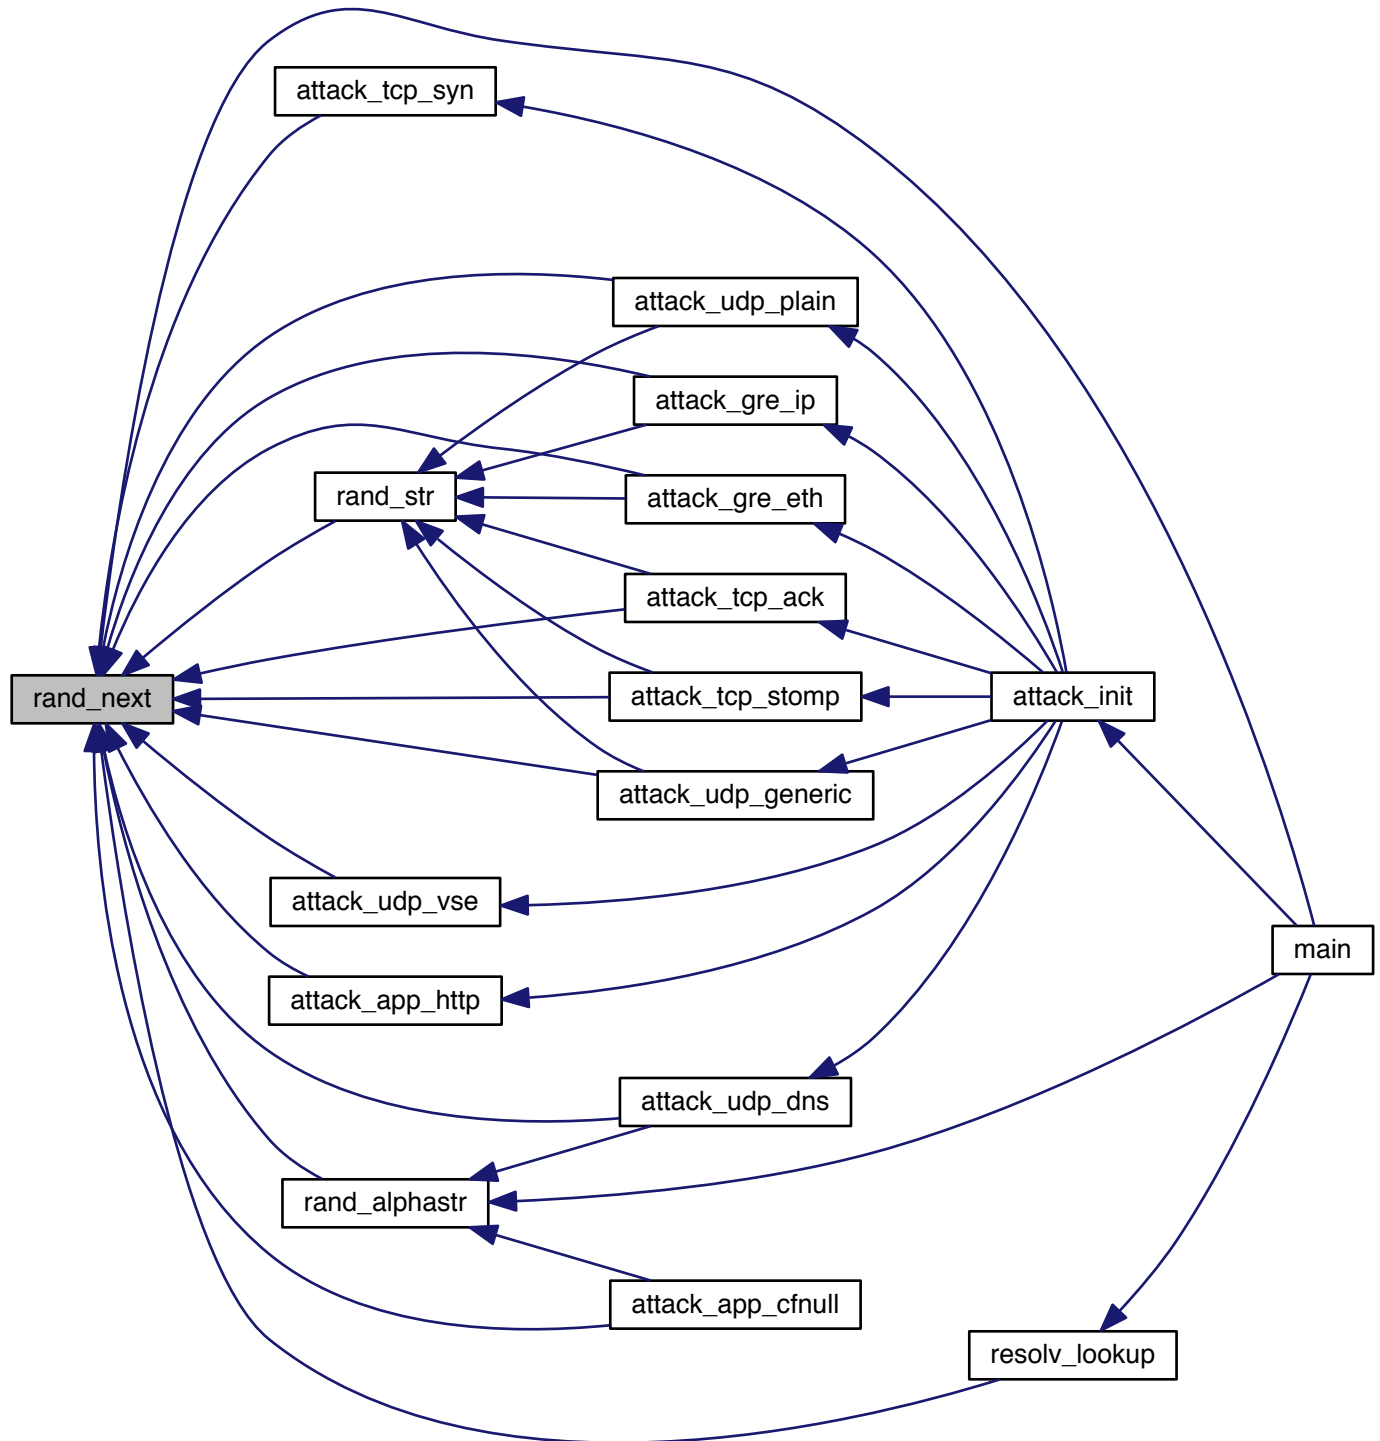 attack_tcp_syn
attack_udp_plain
attack_gre_ip
attack_gre_eth
rand_str
attack_tcp_ack
rand_next
attack_tcp_stomp
attack_init
attack_udp_generic
attack_udp_vse
main
attack_app_http
attack_udp_dns
rand_alphastr
attack_app_cfnull
resolv_lookup